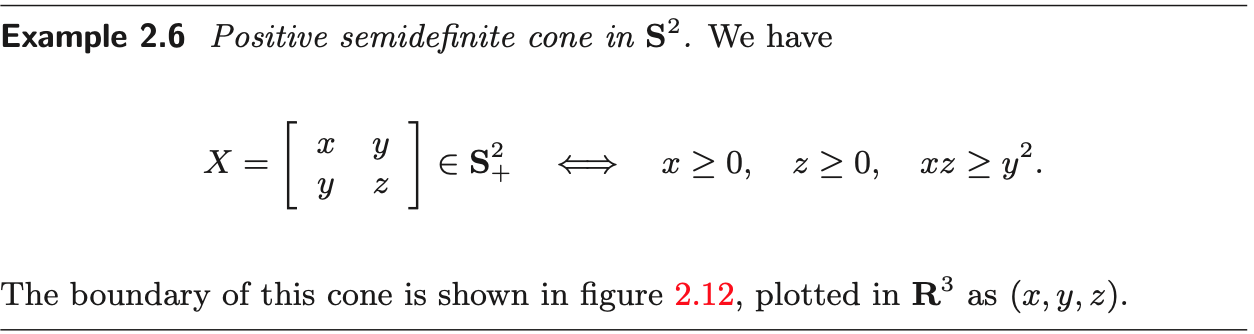 Example 2.6 Positive semidefinite cone in S². We have
X = [ x y ; y z ] ∈ S²₊ ⟺ x ≥ 0, z ≥ 0, xz ≥ y².
The boundary of this cone is shown in figure 2.12, plotted in R³ as (x, y, z).